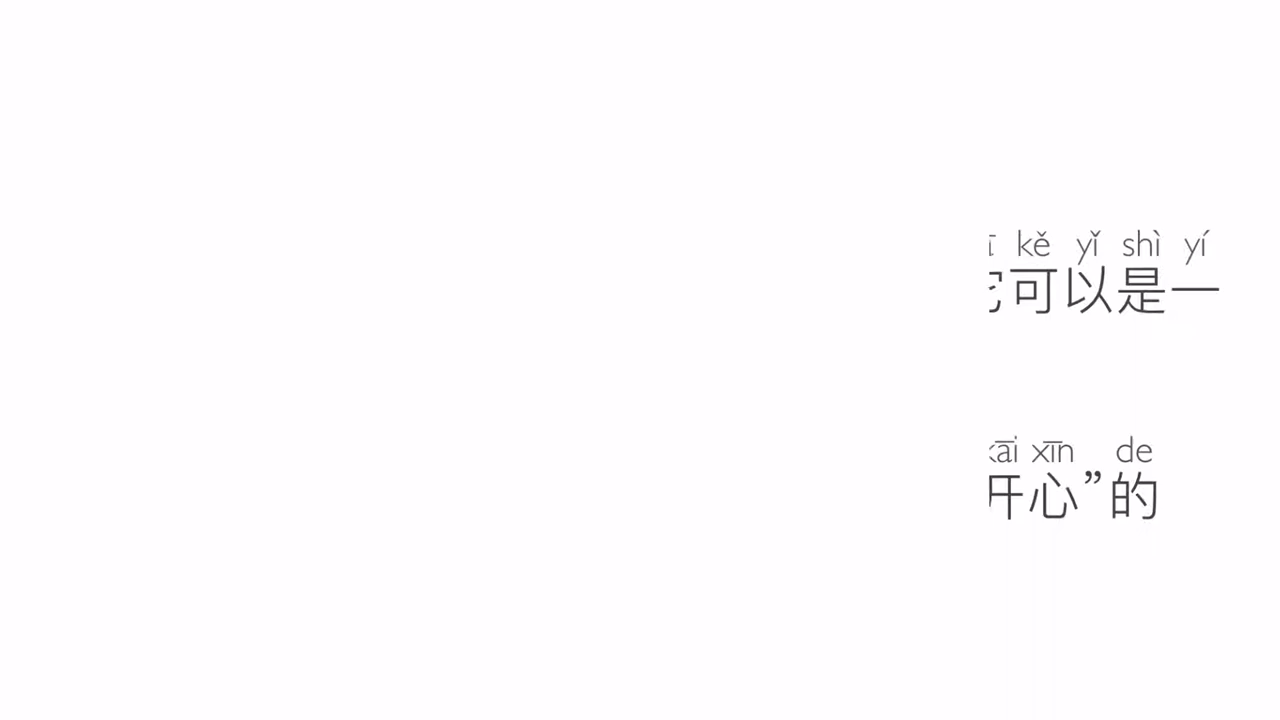 kě yǐ shì yí
可以是一
xīn de
心”的